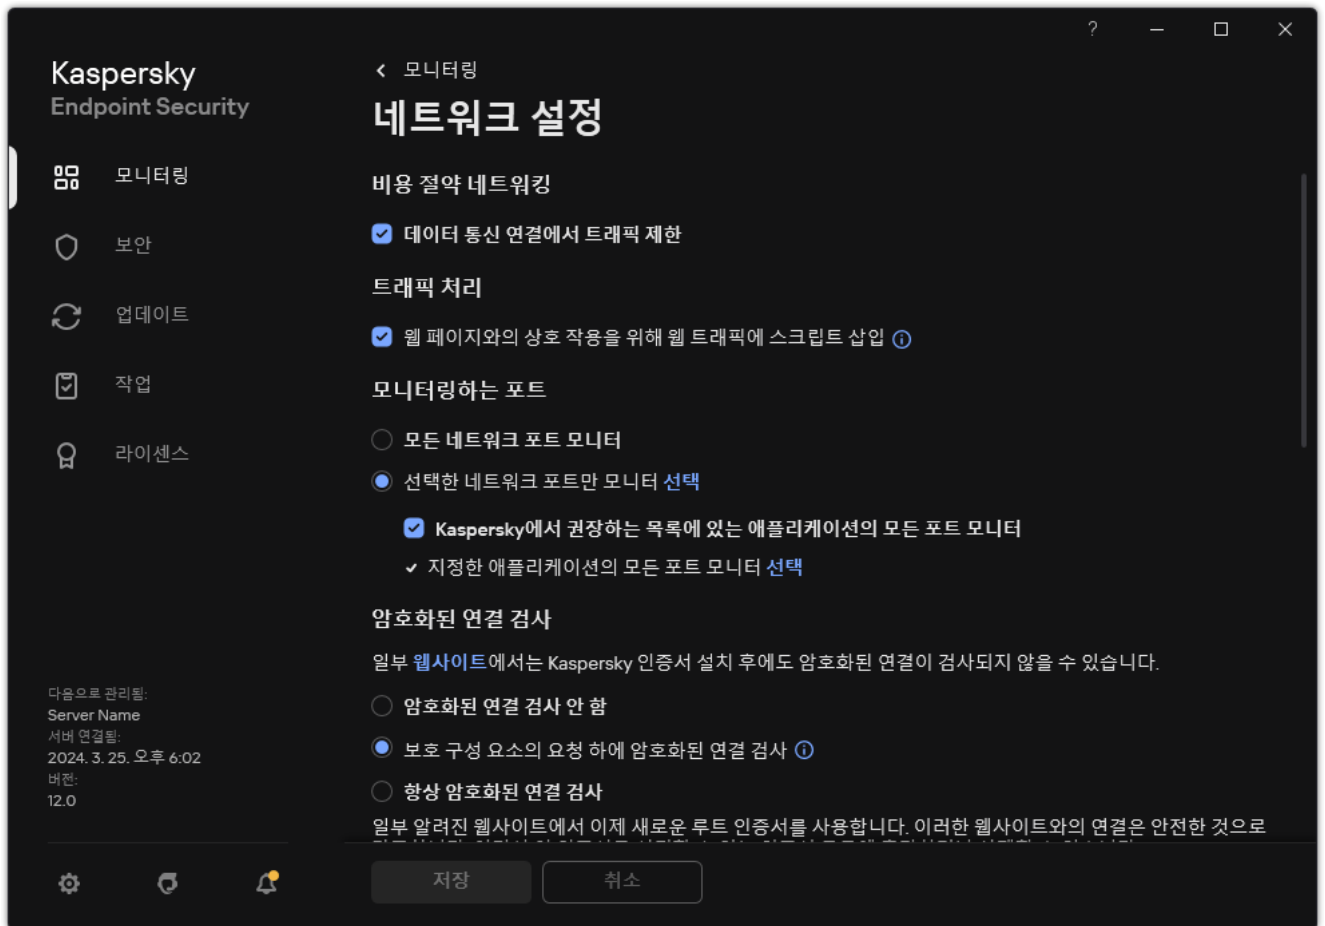 ?
Kaspersky
Endpoint Security
모니터링
보안
업데이트
작업
라이센스
다음으로 관리됨:
Server Name
서버 연결됨:
2024. 3. 25. 오후 6:02
버전:
12.0
모니터링
네트워크 설정
비용 절약 네트워킹
데이터 통신 연결에서 트래픽 제한
트래픽 처리
웹 페이지와의 상호 작용을 위해 웹 트래픽에 스크립트 삽입
모니터링하는 포트
모든 네트워크 포트 모니터
선택한 네트워크 포트만 모니터 선택
Kaspersky에서 권장하는 목록에 있는 애플리케이션의 모든 포트 모니터
지정한 애플리케이션의 모든 포트 모니터 선택
암호화된 연결 검사
일부 웹사이트에서는 Kaspersky 인증서 설치 후에도 암호화된 연결이 검사되지 않을 수 있습니다.
암호화된 연결 검사 안 함
보호 구성 요소의 요청 하에 암호화된 연결 검사
항상 암호화된 연결 검사
일부 알려진 웹사이트에서 이제 새로운 루트 인증서를 사용합니다. 이러한 웹사이트와의 연결은 안전한 것으로
저장
취소